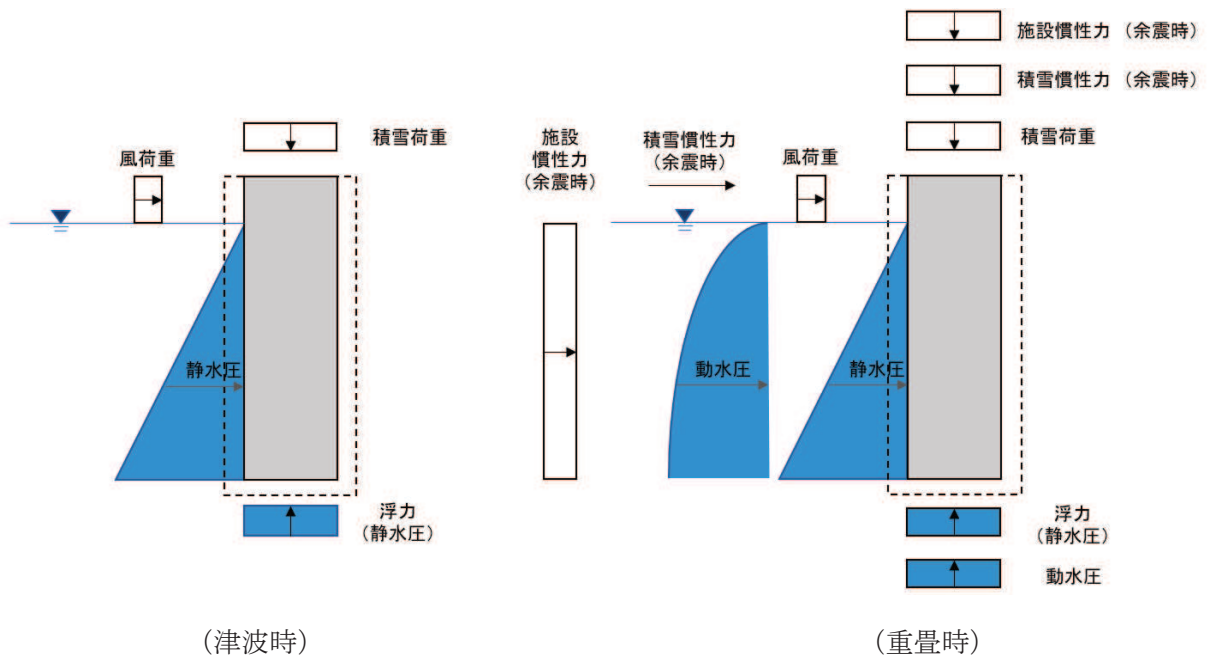 積雪荷重
風荷重
静水圧
浮力
（静水圧）
（津波時）
施設慣性力（余震時）
積雪慣性力（余震時）
積雪荷重
施設
慣性力
（余震時）
積雪慣性力
（余震時）
風荷重
動水圧
静水圧
浮力
（静水圧）
動水圧
（重畳時）